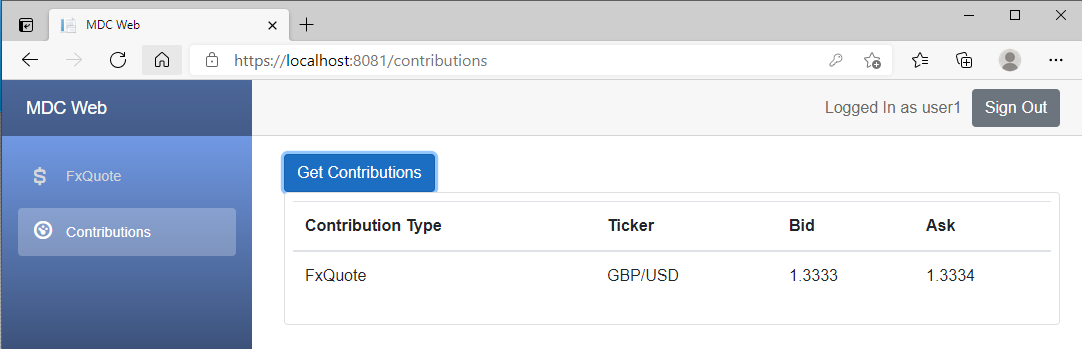 MDC Web
https://localhost:8081/contributions
MDC Web
Logged In as user1 Sign Out
$ FxQuote
Contributions
Get Contributions
Contribution Type Ticker Bid Ask
FxQuote GBP/USD 1.3333 1.3334